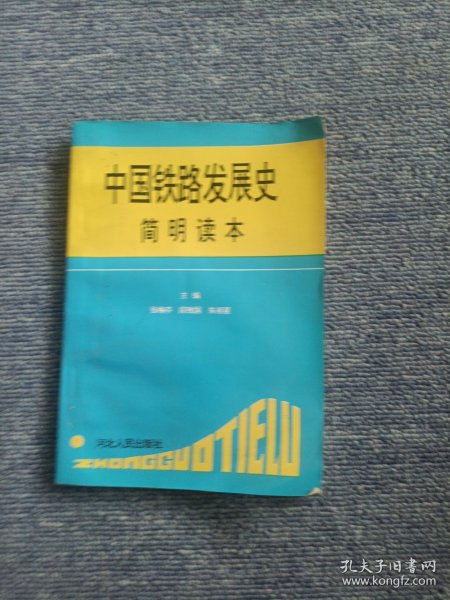 中国铁路发展史
简明读本
主编
河北人民出版社
ZHONGGUOTIELU
孔夫子旧书网
www.kongfz.com